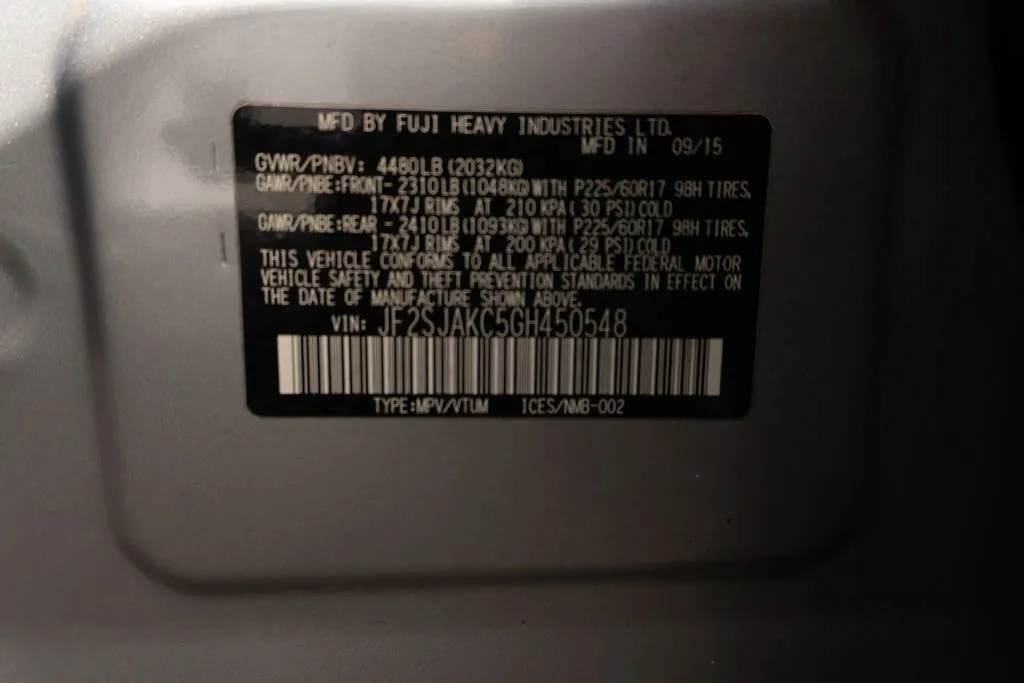 MFD BY FUJI HEAVY INDUSTRIES LTD.
MFD IN 09/15
GVWR/PNBV: 4480LB (2032KG)
GAWR/PNBE:FRONT- 2310LB(1048KG)WITH P225/60R17 98H TIRES,
17X7J RIMS AT 210 KPA( 30 PSI)COLD
GAWR/PNBE:REAR - 2410LB(1093KG)WITH P225/60R17 98H TIRES,
17X7J RIMS AT 200 KPA( 29 PSI)COLD
THIS VEHICLE CONFORMS TO ALL APPLICABLE FEDERAL MOTOR
VEHICLE SAFETY AND THEFT PREVENTION STANDARDS IN EFFECT ON
THE DATE OF MANUFACTURE SHOWN ABOVE.
VIN: JF2SJAKC5GH450548
TYPE:MPV/VTUM ICES/NMB-002